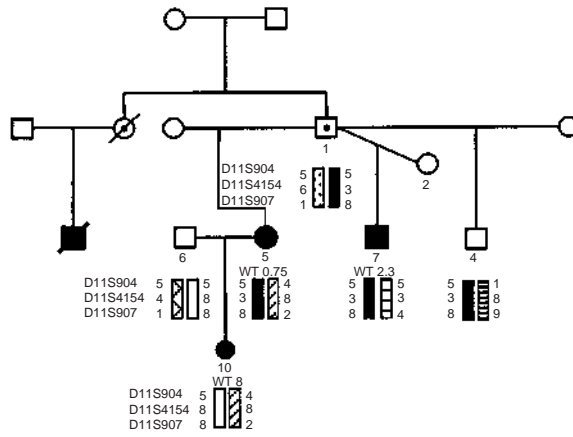 1
2
D11S904 5 5
D11S4154 6 3
D11S907 1 8
6 5 7 4
WT 0.75 WT 2.3
D11S904 5 5 5 4 5 5 1
D11S4154 4 8 3 8 3 3 8
D11S907 1 8 8 2 8 4 8 9
10
WT 8
D11S904 5 4
D11S4154 8 8
D11S907 8 2